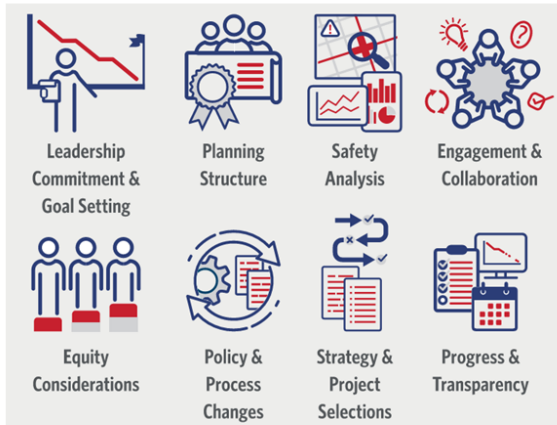 Leadership
Commitment &
Goal Setting
Planning
Structure
Safety
Analysis
Engagement &
Collaboration
Equity
Considerations
Policy &
Process
Changes
Strategy &
Project
Selections
Progress &
Transparency